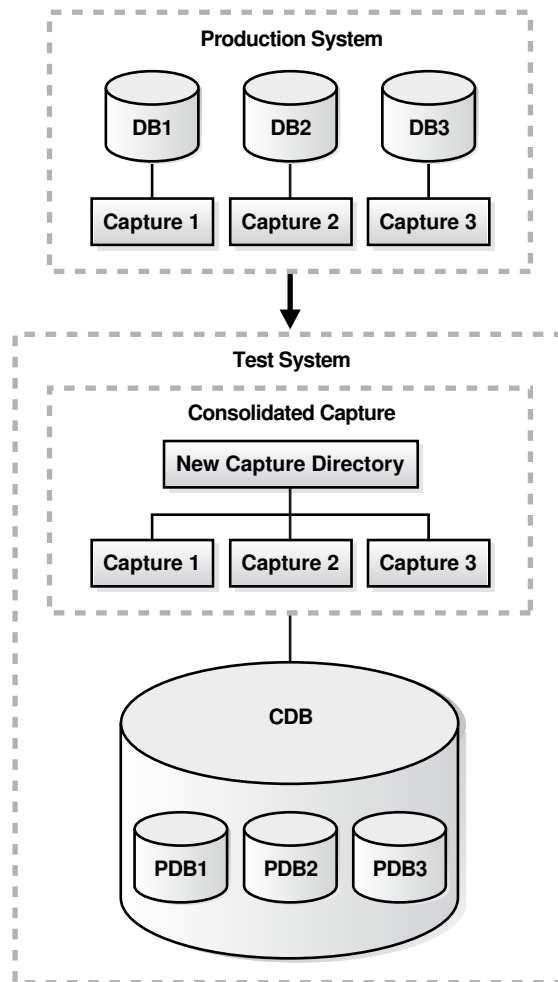 Production System
DB1 DB2 DB3
Capture 1 Capture 2 Capture 3
Test System
Consolidated Capture
New Capture Directory
Capture 1 Capture 2 Capture 3
CDB
PDB1 PDB2 PDB3